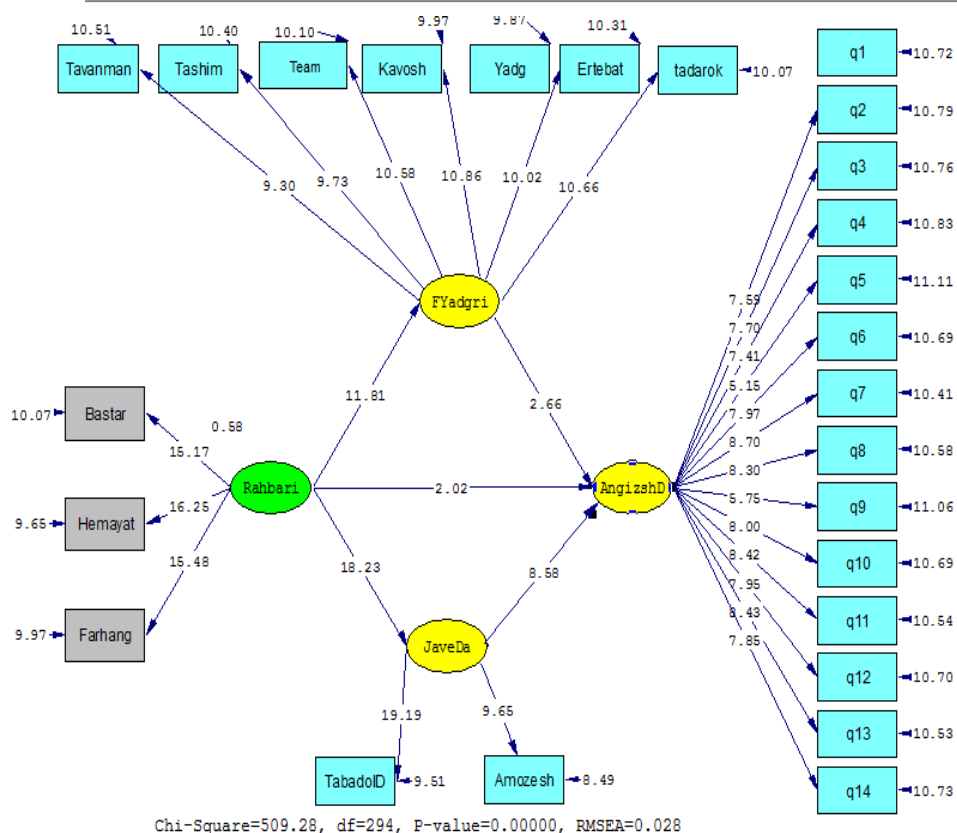 10.51
10.40
10.10
9.97
9.87
10.31
Tavanman
Tashim
Team
Kavosh
Yadg
Ertebat
tadarok
10.07
q1
10.72
q2
10.79
q3
10.76
q4
10.83
q5
11.11
q6
10.69
q7
10.41
q8
10.58
q9
11.06
q10
10.69
q11
10.54
q12
10.70
q13
10.53
q14
10.73
9.30
9.73
10.58
10.86
10.02
10.66
FYadgri
7.59
7.70
7.41
5.15
7.97
8.70
8.30
5.75
8.00
8.42
7.95
8.43
7.85
11.81
2.66
10.07
Bastar
0.58
15.17
Rahbari
2.02
AngizshD
9.65
Hemayat
16.25
15.48
18.23
8.58
9.97
Farhang
JaveDa
19.19
9.65
TabadolD
9.51
Amozesh
8.49
Chi-Square=509.28, df=294, P-value=0.00000, RMSEA=0.028